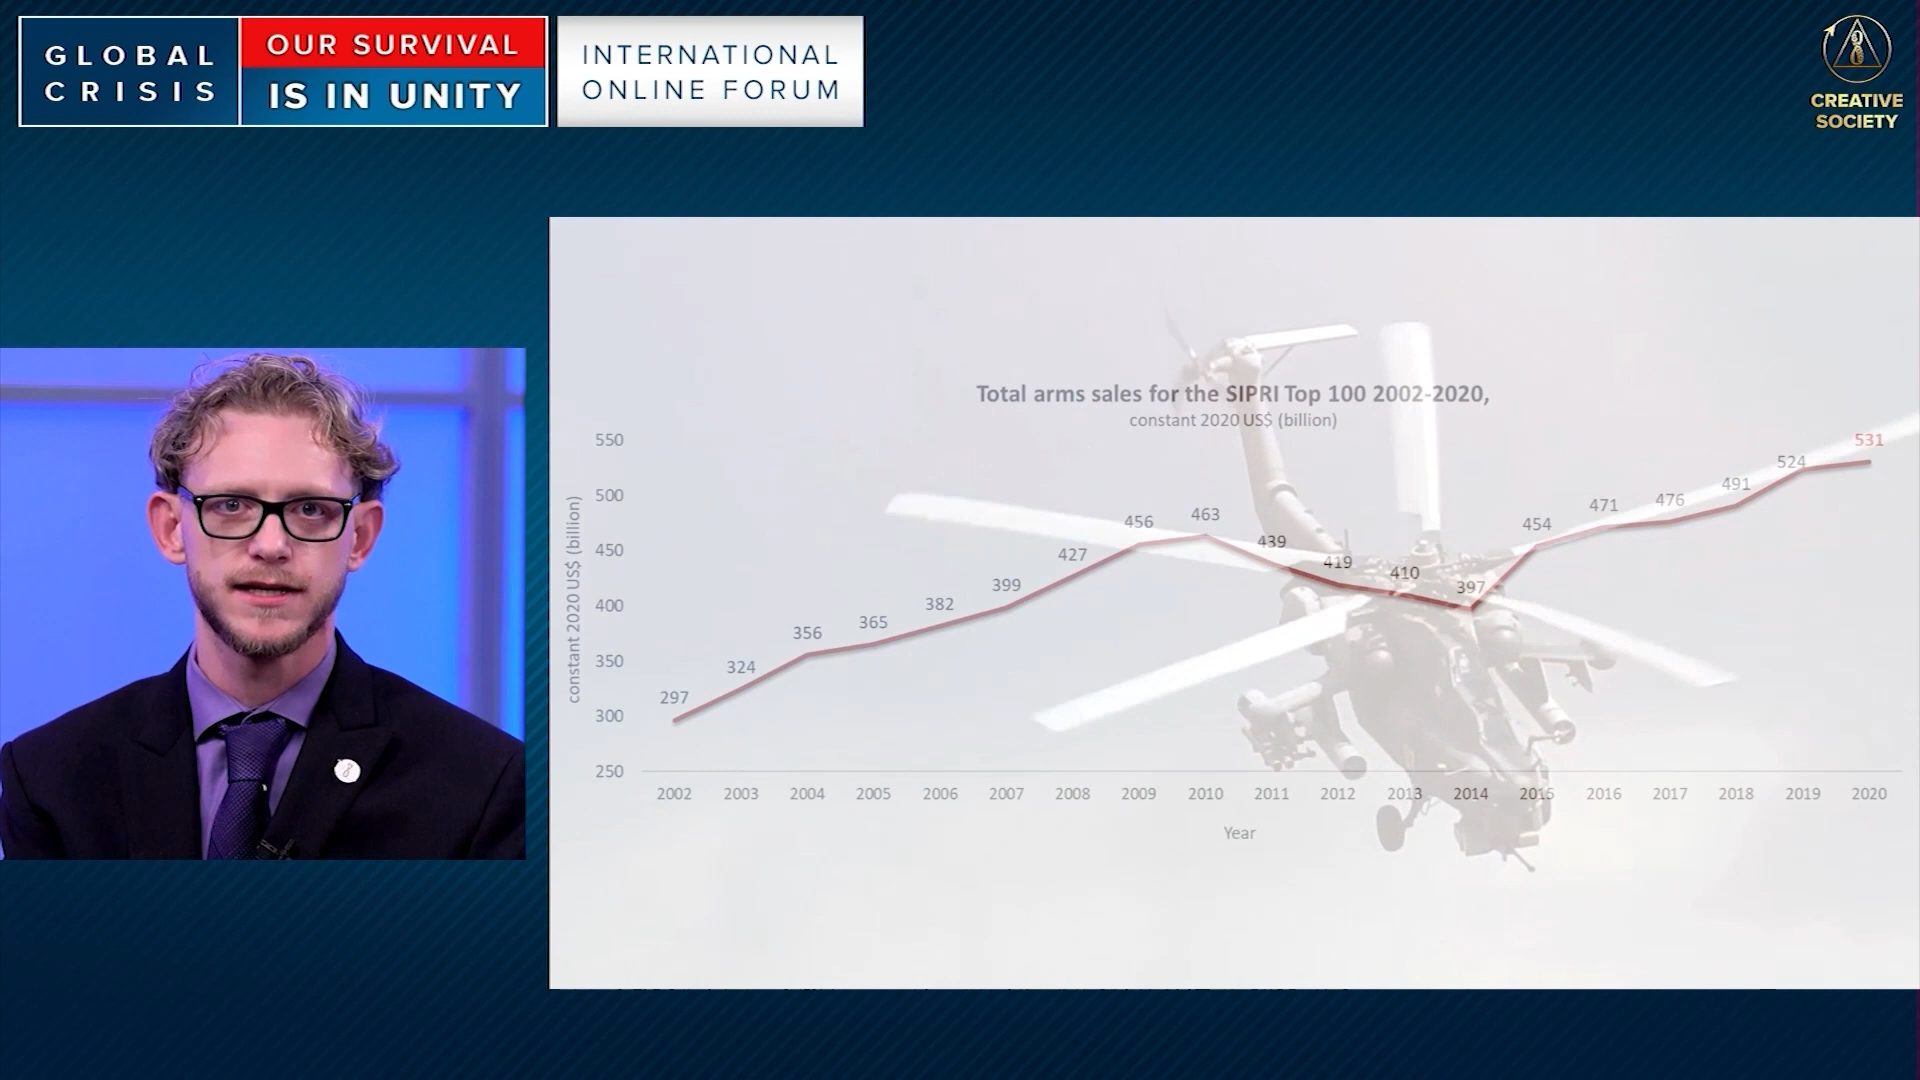 GLOBAL
CRISIS
OUR SURVIVAL
IS IN UNITY
INTERNATIONAL
ONLINE FORUM
CREATIVE
SOCIETY
Total arms sales for the SIPRI Top 100 2002-2020,
constant 2020 US$ (billion)
constant 2020 US$ (billion)
550
500
450
400
350
300
250
297
324
356
365
382
399
427
456
463
439
419
410
397
454
471
476
491
524
531
2002 2003 2004 2005 2006 2007 2008 2009 2010 2011 2012 2013 2014 2015 2016 2017 2018 2019 2020
Year